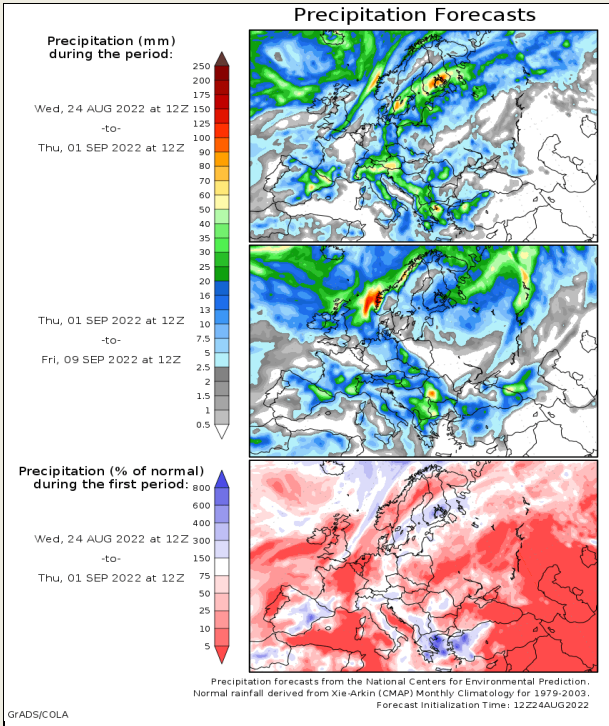 Precipitation Forecasts
Precipitation (mm)
during the period:
250
200
175
150
125
100
90
80
70
60
50
40
35
30
25
20
16
13
10
7.5
5
2.5
2
1.5
1
0.5
Wed, 24 AUG 2022 at 12Z
-to-
Thu, 01 SEP 2022 at 12Z
Thu, 01 SEP 2022 at 12Z
-to-
Fri, 09 SEP 2022 at 12Z
Precipitation (% of normal)
during the first period:
800
600
400
300
150
75
50
25
10
5
Wed, 24 AUG 2022 at 12Z
-to-
Thu, 01 SEP 2022 at 12Z
Precipitation forecasts from the National Centers for Environmental Prediction.
Normal rainfall derived from Xie-Arkin (CMAP) Monthly Climatology for 1979-2003.
Forecast Initialization Time: 12Z24AUG2022
GrADS/COLA